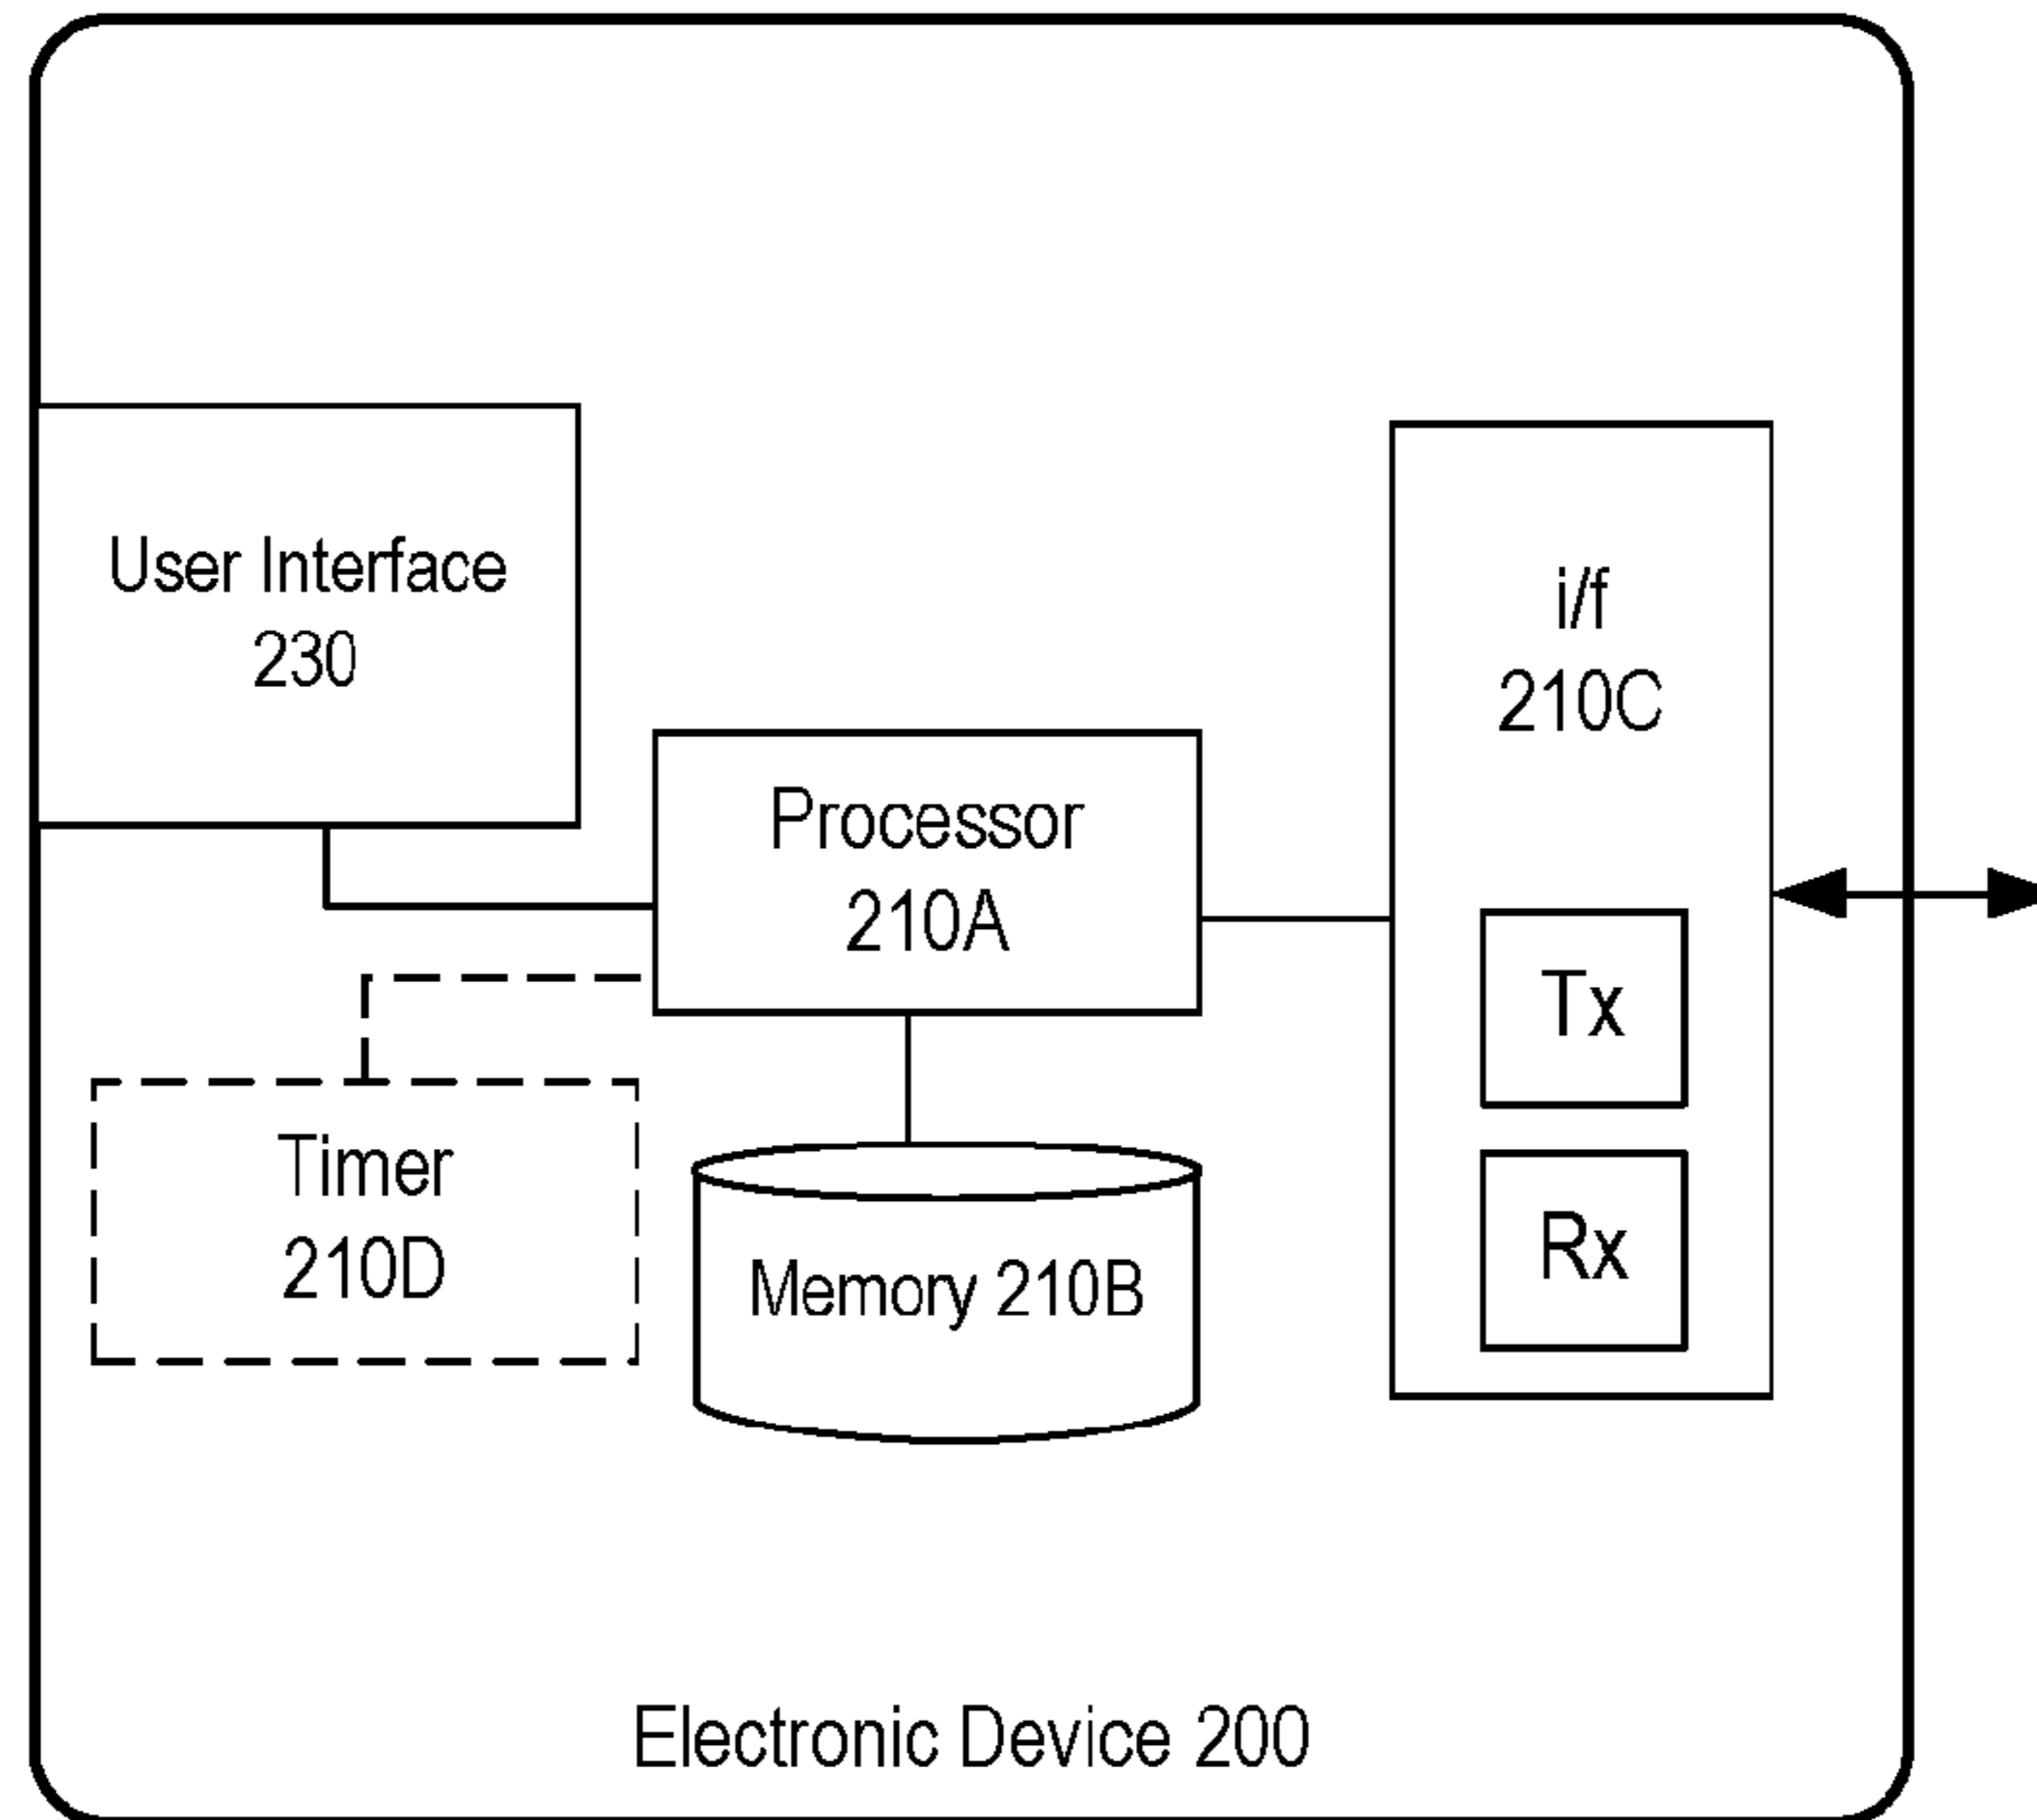 User Interface
230
i/f
210C
Processor
210A
Tx
Timer
210D
Memory 210B
Rx
Electronic Device 200